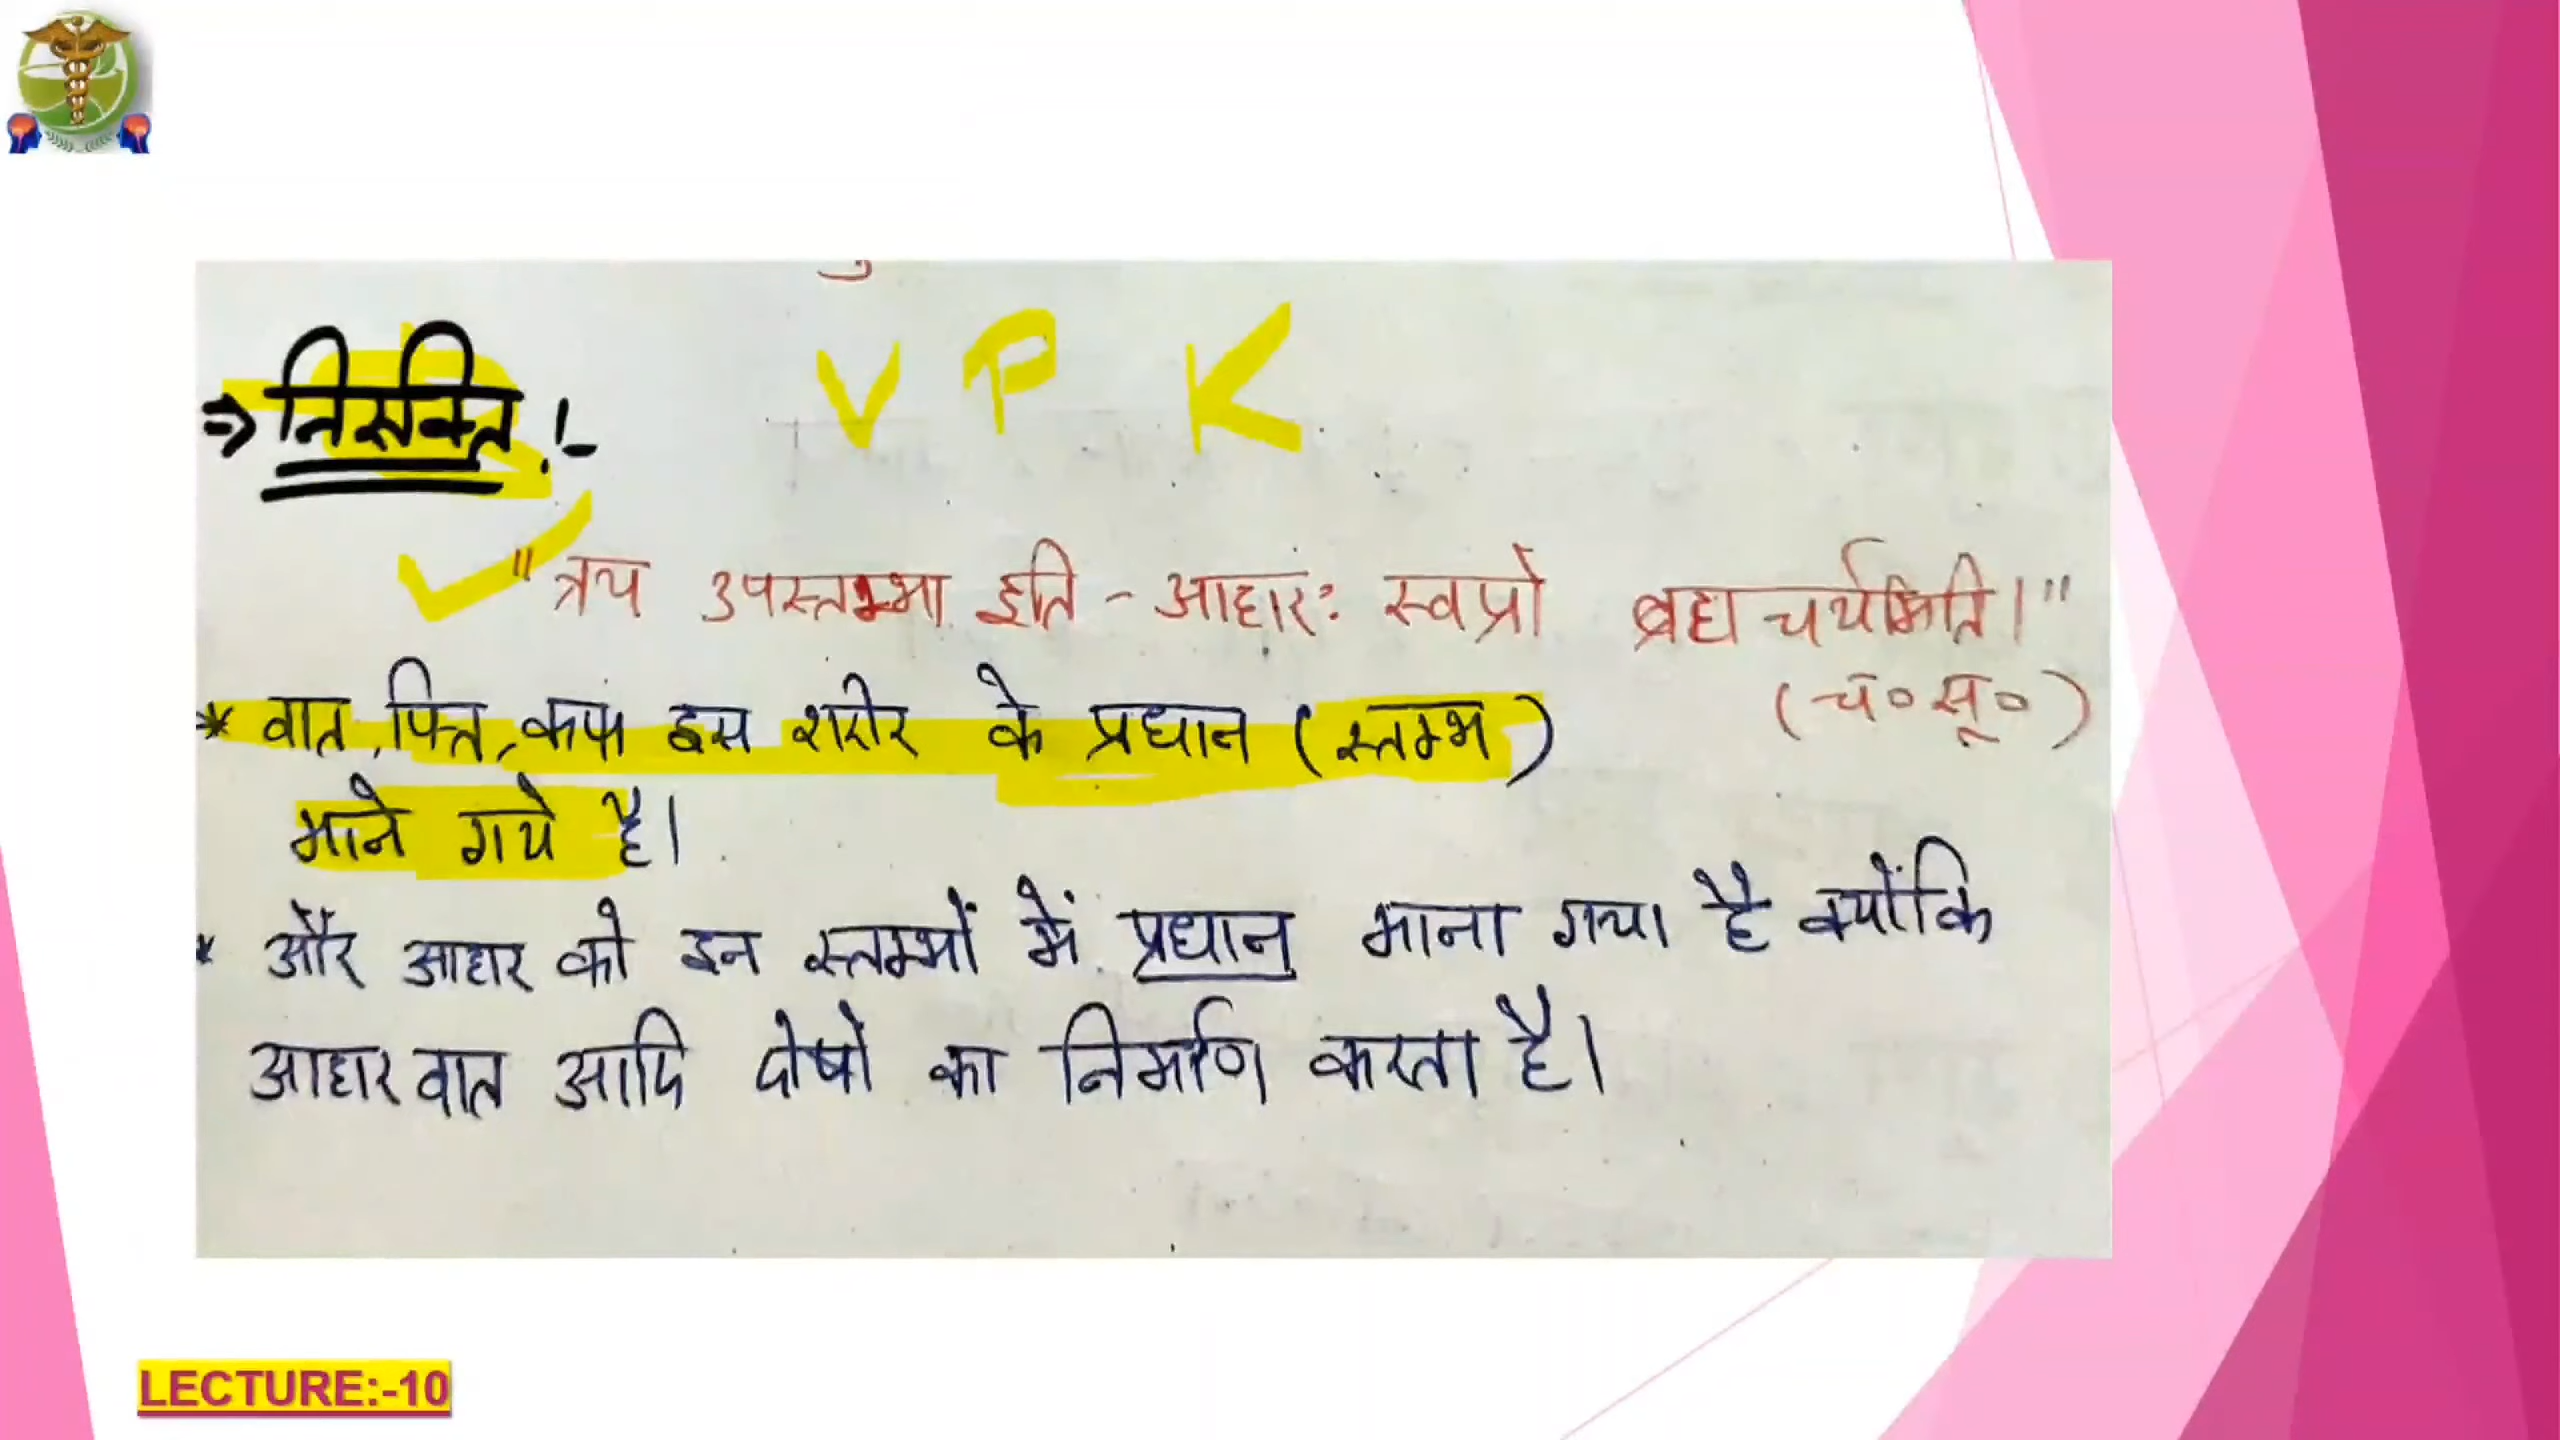 V P K
⇒ निरुक्ति :-
"त्रय उपस्तम्भा इति - आहारः स्वप्नो ब्रह्मचर्यमिति।"
(च० सू०)
* वात, पित्त, कफ इस शरीर के प्रधान (स्तम्भ)
माने गये है।
* और आहार को इन स्तम्भों में प्रधान माना गया है क्योंकि
आहार वात आदि दोषो का निर्माण करता है।
LECTURE:-10